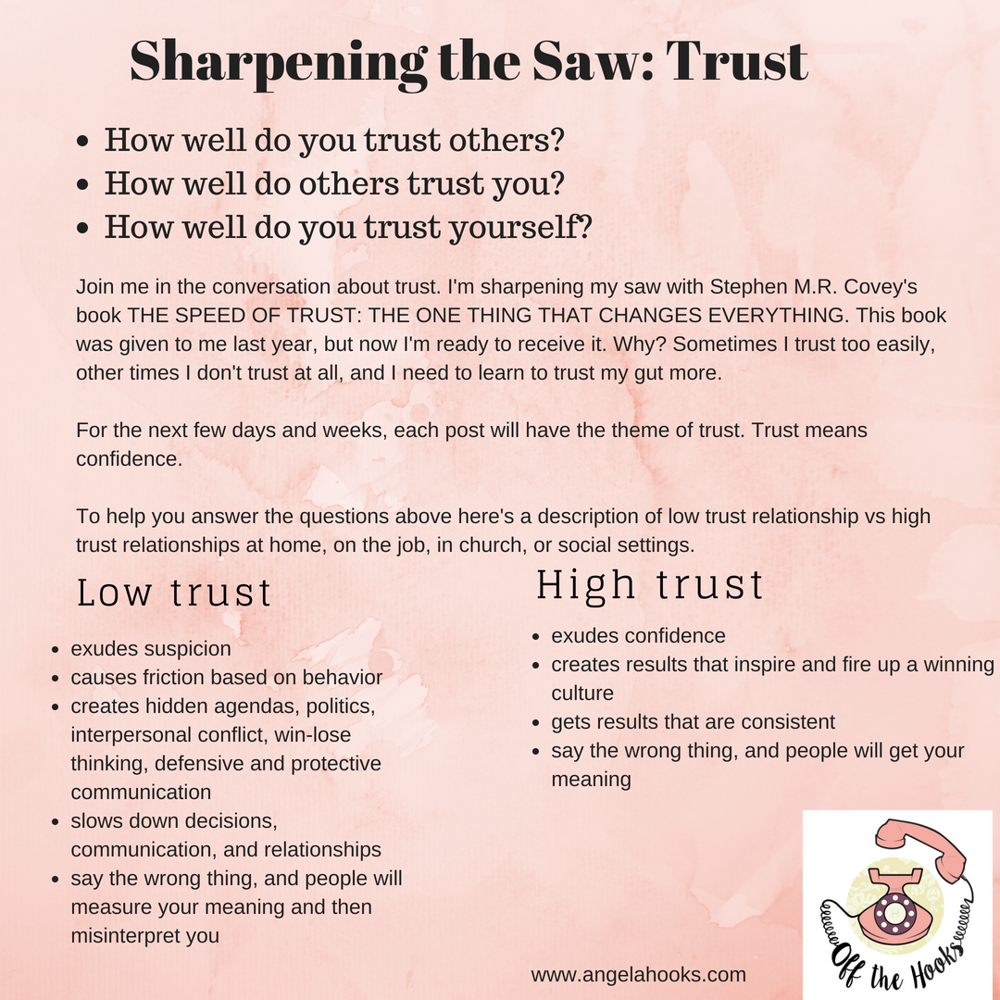 Sharpening the Saw: Trust
• How well do you trust others?
• How well do others trust you?
• How well do you trust yourself?
Join me in the conversation about trust. I'm sharpening my saw with Stephen M.R. Covey's
book THE SPEED OF TRUST: THE ONE THING THAT CHANGES EVERYTHING. This book
was given to me last year, but now I'm ready to receive it. Why? Sometimes I trust too easily,
other times I don't trust at all, and I need to learn to trust my gut more.
For the next few days and weeks, each post will have the theme of trust. Trust means
confidence.
To help you answer the questions above here's a description of low trust relationship vs high
trust relationships at home, on the job, in church, or social settings.
Low trust
• exudes suspicion
• causes friction based on behavior
• creates hidden agendas, politics,
interpersonal conflict, win-lose
thinking, defensive and protective
communication
• slows down decisions,
communication, and relationships
• say the wrong thing, and people will
measure your meaning and then
misinterpret you
High trust
• exudes confidence
• creates results that inspire and fire up a winning
culture
• gets results that are consistent
• say the wrong thing, and people will get your
meaning
www.angelahooks.com
Off the Hooks